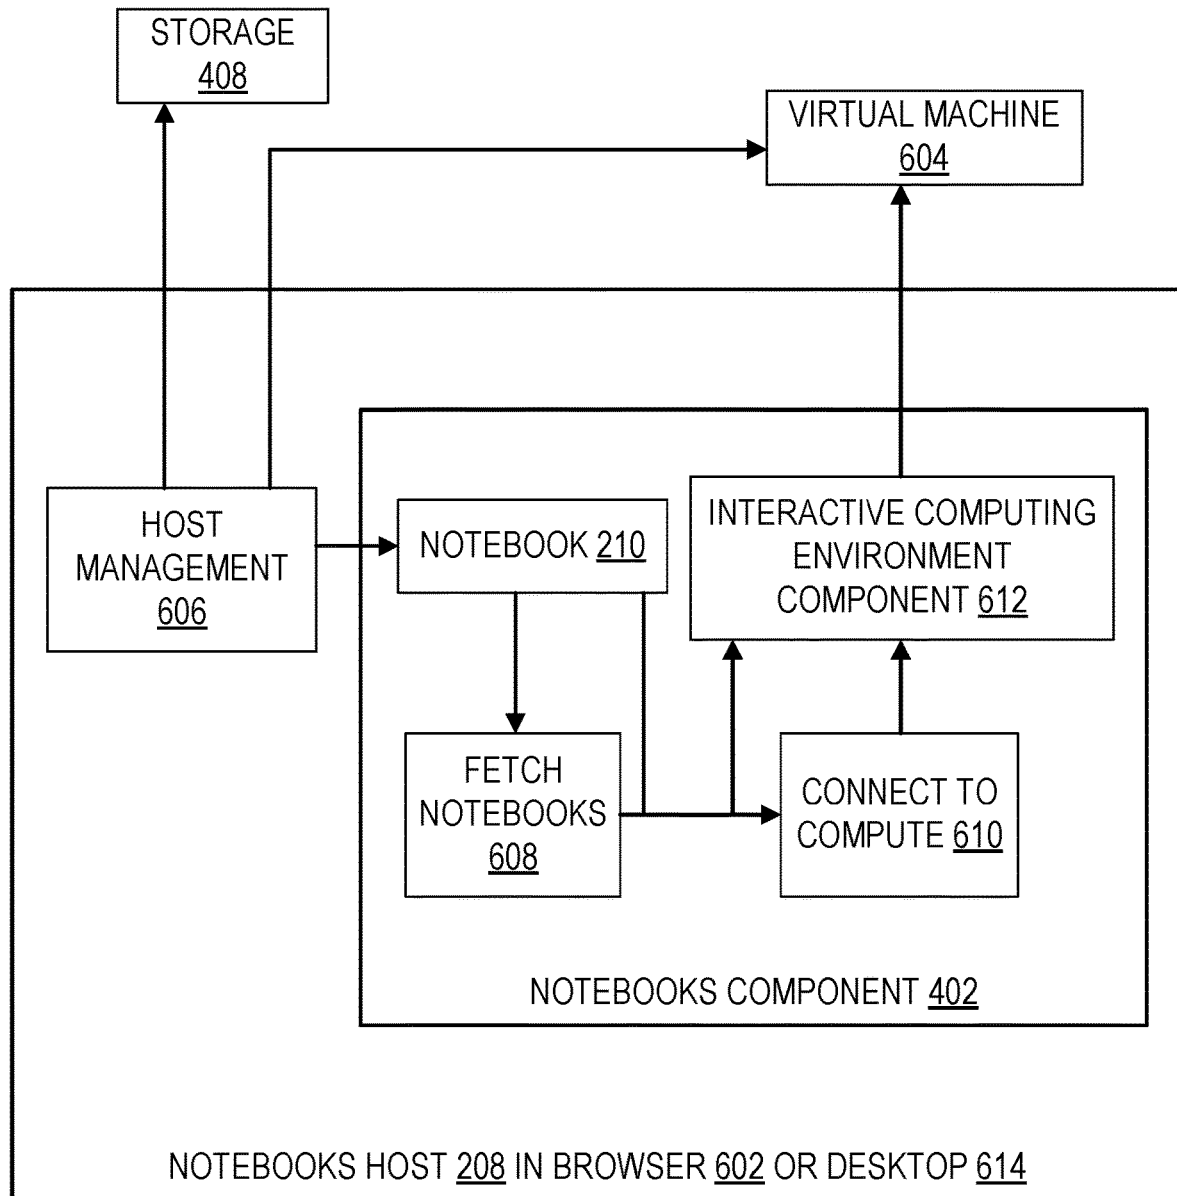 STORAGE
408
VIRTUAL MACHINE
604
HOST
MANAGEMENT
606
NOTEBOOK 210
INTERACTIVE COMPUTING
ENVIRONMENT
COMPONENT 612
FETCH
NOTEBOOKS
608
CONNECT TO
COMPUTE 610
NOTEBOOKS COMPONENT 402
NOTEBOOKS HOST 208 IN BROWSER 602 OR DESKTOP 614